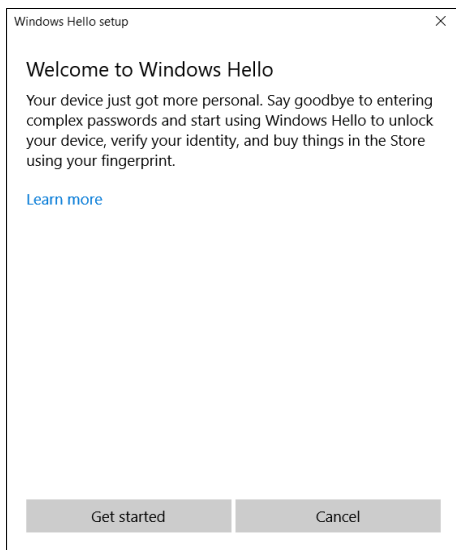 Windows Hello setup
Welcome to Windows Hello
Your device just got more personal. Say goodbye to entering
complex passwords and start using Windows Hello to unlock
your device, verify your identity, and buy things in the Store
using your fingerprint.
Learn more
Get started
Cancel